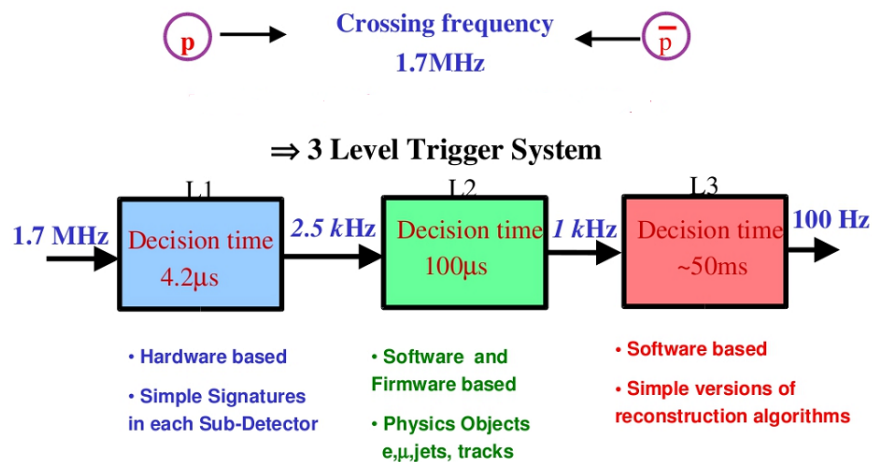 p
Crossing frequency
1.7MHz
p̅
⇒ 3 Level Trigger System
L1
L2
L3
1.7 MHz
Decision time
4.2µs
2.5 kHz
Decision time
100µs
1 kHz
Decision time
~50ms
100 Hz
• Hardware based
• Simple Signatures
in each Sub-Detector
• Software and
Firmware based
• Physics Objects
e,µ,jets, tracks
• Software based
• Simple versions of
reconstruction algorithms